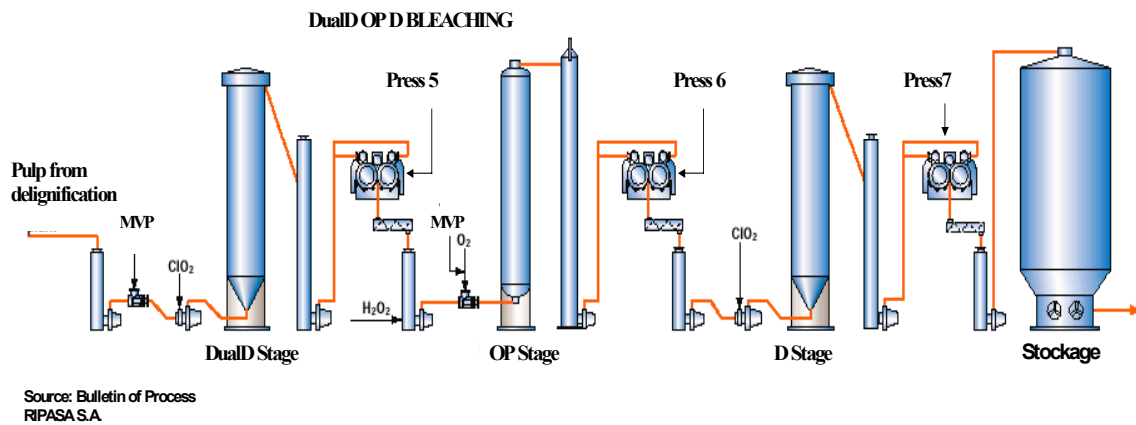 DualD OP D BLEACHING
Press 5
Press 6
Press7
Pulp from
delignification
MVP
ClO₂
MVP
O₂
H₂O₂
ClO₂
DualD Stage
OP Stage
D Stage
Stockage
Source: Bulletin of Process
RIPASA S.A.